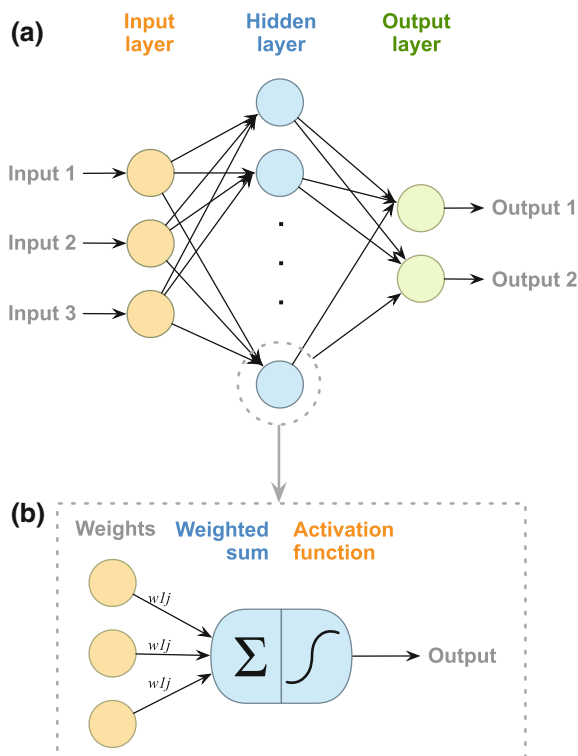 (a)
Input layer
Hidden layer
Output layer
Input 1
Input 2
Input 3
Output 1
Output 2
(b)
Weights
Weighted sum
Activation function
w1j
w1j
w1j
Σ
Output